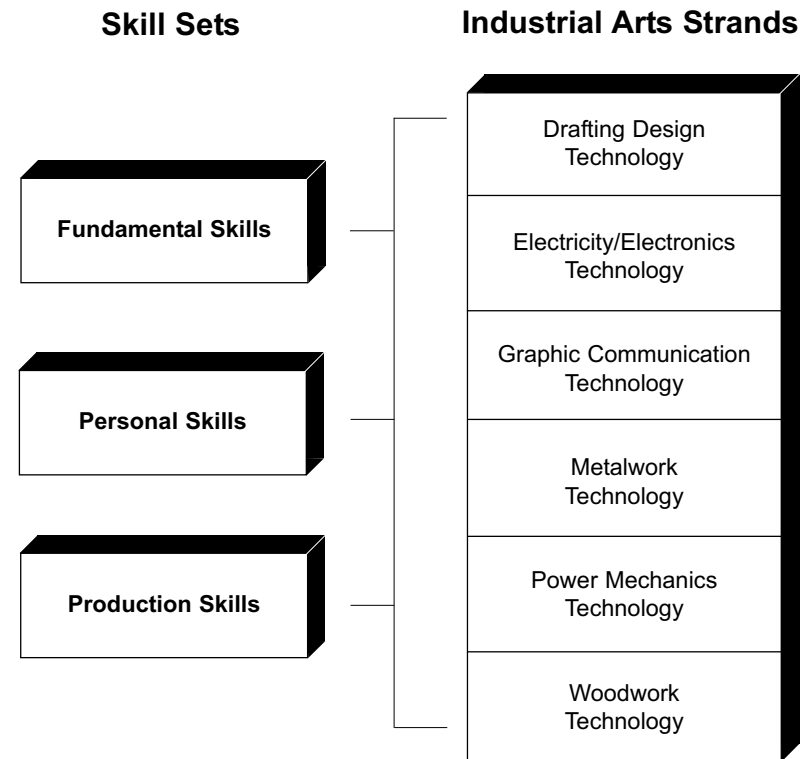 Skill Sets
Industrial Arts Strands
Fundamental Skills
Personal Skills
Production Skills
Drafting Design
Technology
Electricity/Electronics
Technology
Graphic Communication
Technology
Metalwork
Technology
Power Mechanics
Technology
Woodwork
Technology